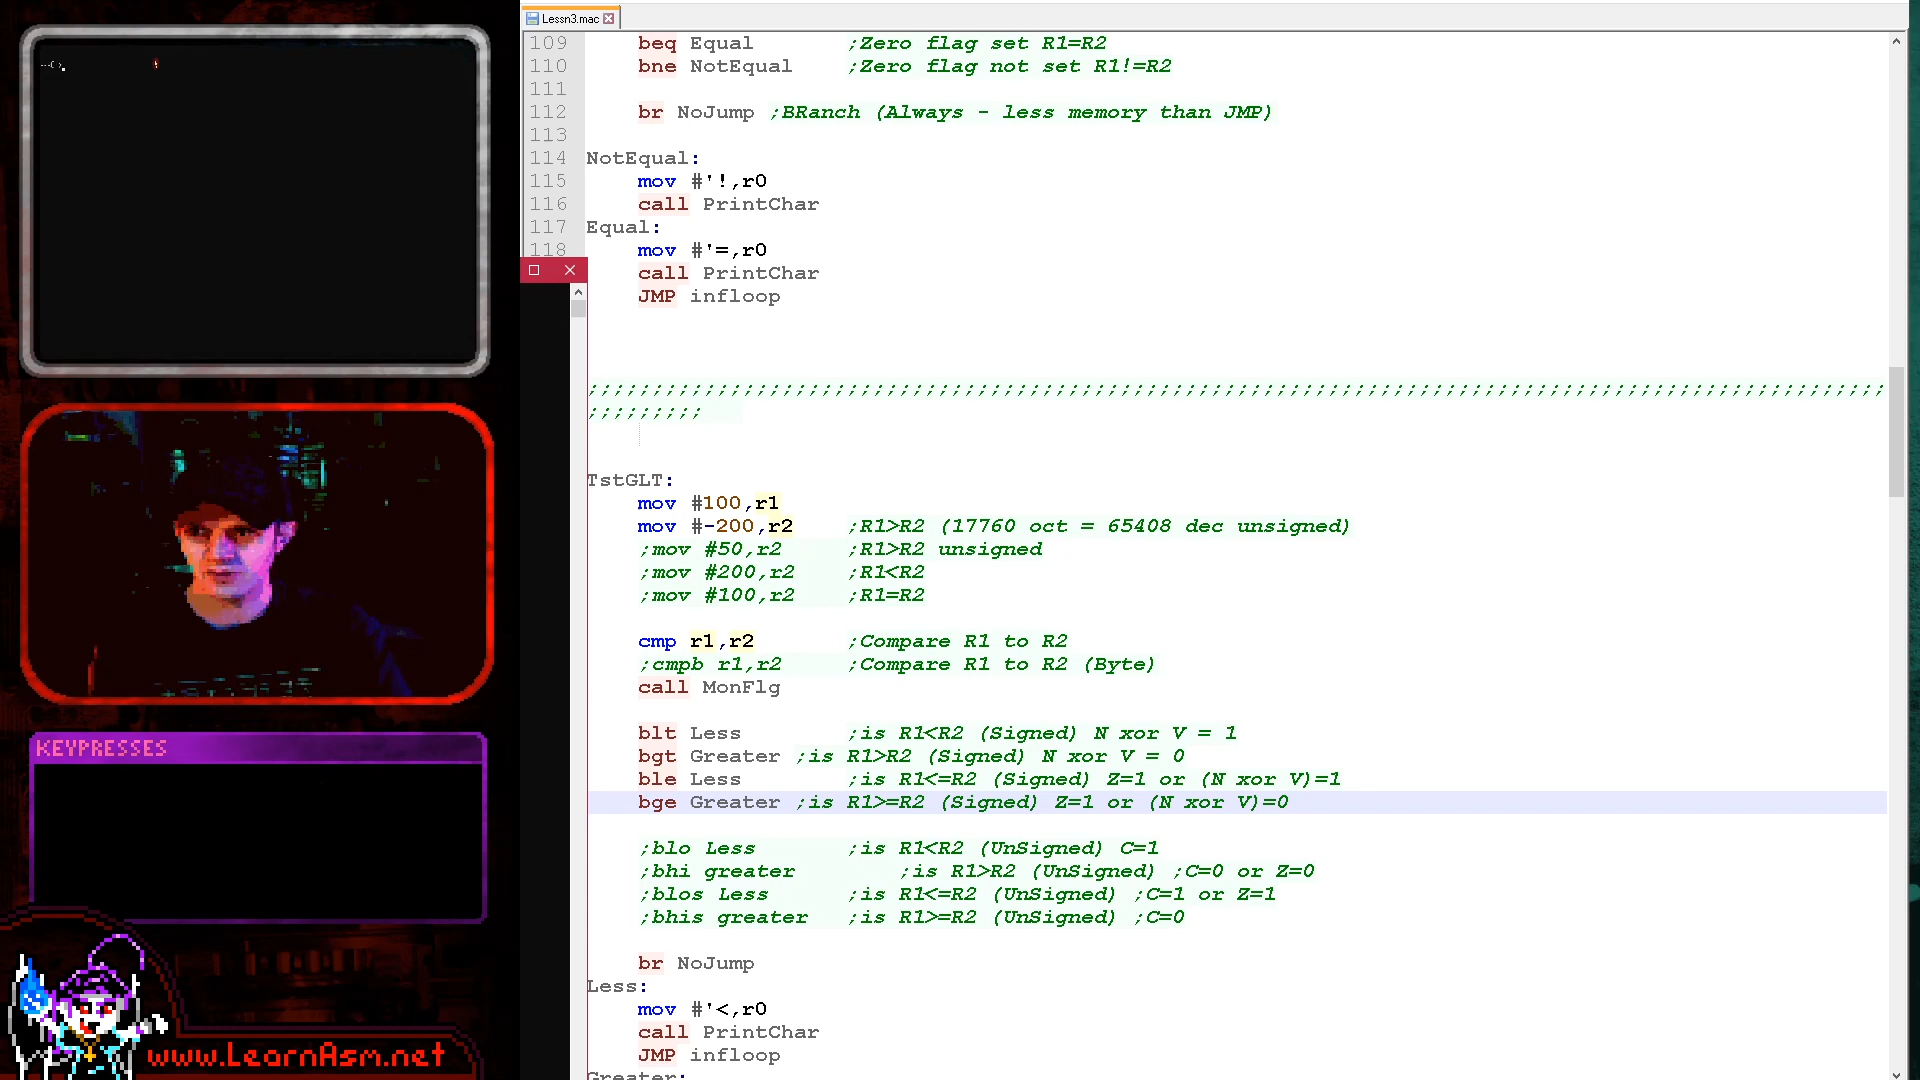 Lessn3.mac
109 beq Equal ;Zero flag set R1=R2
110 bne NotEqual ;Zero flag not set R1!=R2
111
112 br NoJump ;BRanch (Always - less memory than JMP)
113
114 NotEqual:
115 mov #'!,r0
116 call PrintChar
117 Equal:
118 mov #'=,r0
call PrintChar
JMP infloop
;;;;;;;;;;;;;;;;;;;;;;;;;;;;;;;;;;;;;;;;;;;;;;;;;;;;;;;;;;;;;;;;;;;;;;;;;;;;;;;;;;;;;;;;;;;;;;;;;;;;
;;;;;;;;;
TstGLT:
mov #100,r1
mov #-200,r2 ;R1>R2 (17760 oct = 65408 dec unsigned)
;mov #50,r2 ;R1>R2 unsigned
;mov #200,r2 ;R1<R2
;mov #100,r2 ;R1=R2
cmp r1,r2 ;Compare R1 to R2
;cmpb r1,r2 ;Compare R1 to R2 (Byte)
call MonFlg
blt Less ;is R1<R2 (Signed) N xor V = 1
bgt Greater ;is R1>R2 (Signed) N xor V = 0
ble Less ;is R1<=R2 (Signed) Z=1 or (N xor V)=1
bge Greater ;is R1>=R2 (Signed) Z=1 or (N xor V)=0
;blo Less ;is R1<R2 (UnSigned) C=1
;bhi greater ;is R1>R2 (UnSigned) ;C=0 or Z=0
;blos Less ;is R1<=R2 (UnSigned) ;C=1 or Z=1
;bhis greater ;is R1>=R2 (UnSigned) ;C=0
br NoJump
Less:
mov #'<,r0
call PrintChar
JMP infloop
Greater:
KEYPRESSES
www.LearnAsm.net